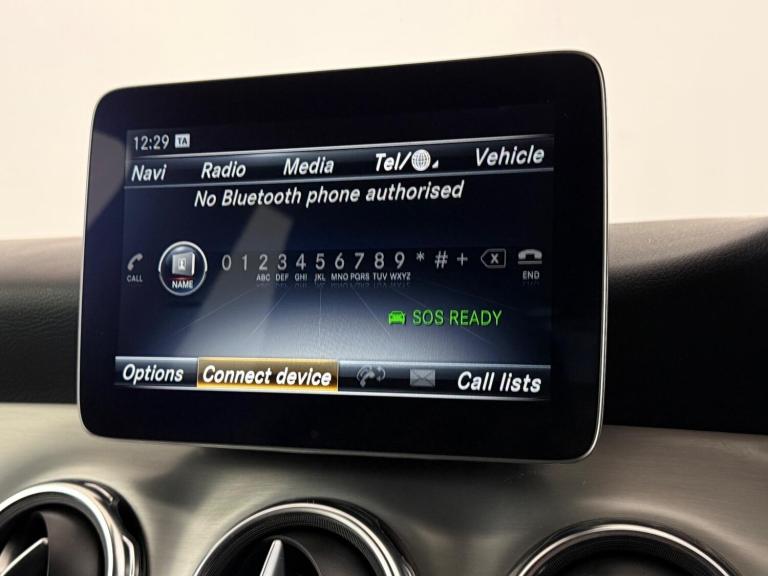 12:29 TA
Navi Radio Media Tel/ Vehicle
No Bluetooth phone authorised
0 1 2 3 4 5 6 7 8 9 * # +
CALL NAME ABC DEF GHI JKL MNO PQRS TUV WXYZ END
SOS READY
Options Connect device Call lists